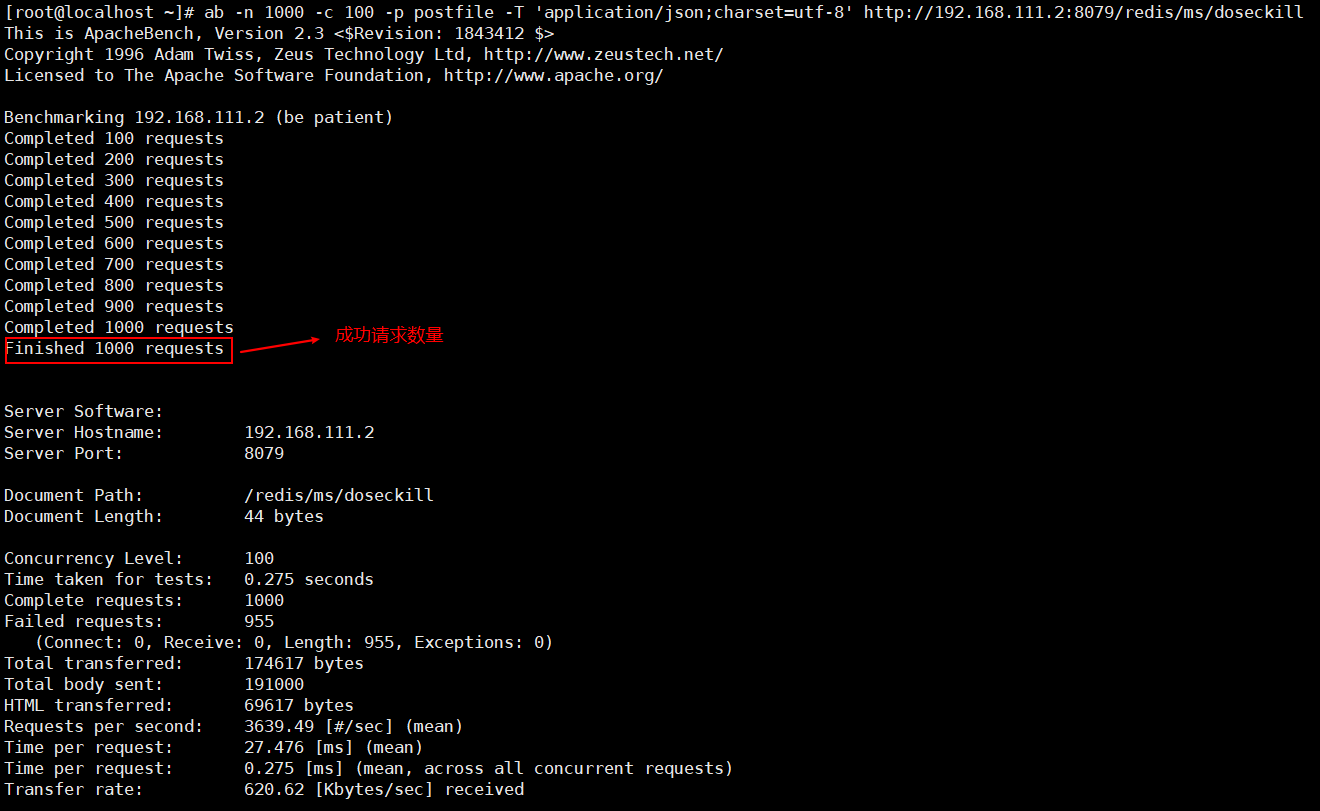 [root@localhost ~]# ab -n 1000 -c 100 -p postfile -T 'application/json;charset=utf-8' http://192.168.111.2:8079/redis/ms/doseckill
This is ApacheBench, Version 2.3 <$Revision: 1843412 $>
Copyright 1996 Adam Twiss, Zeus Technology Ltd, http://www.zeustech.net/
Licensed to The Apache Software Foundation, http://www.apache.org/

Benchmarking 192.168.111.2 (be patient)
Completed 100 requests
Completed 200 requests
Completed 300 requests
Completed 400 requests
Completed 500 requests
Completed 600 requests
Completed 700 requests
Completed 800 requests
Completed 900 requests
Completed 1000 requests
Finished 1000 requests
成功请求数量

Server Software:
Server Hostname:        192.168.111.2
Server Port:            8079

Document Path:          /redis/ms/doseckill
Document Length:        44 bytes

Concurrency Level:      100
Time taken for tests:   0.275 seconds
Complete requests:      1000
Failed requests:        955
   (Connect: 0, Receive: 0, Length: 955, Exceptions: 0)
Total transferred:      174617 bytes
Total body sent:        191000
HTML transferred:       69617 bytes
Requests per second:    3639.49 [#/sec] (mean)
Time per request:       27.476 [ms] (mean)
Time per request:       0.275 [ms] (mean, across all concurrent requests)
Transfer rate:          620.62 [Kbytes/sec] received